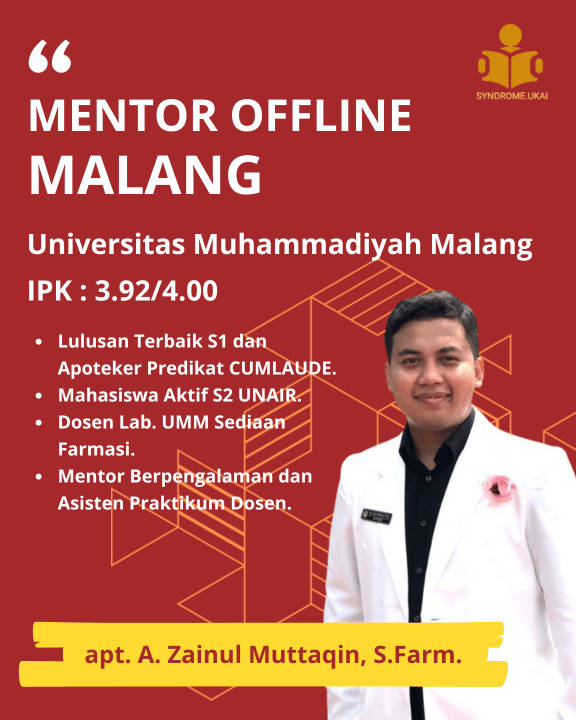 SYNDROME.UKAI
MENTOR OFFLINE
MALANG
Universitas Muhammadiyah Malang
IPK : 3.92/4.00
• Lulusan Terbaik S1 dan
Apoteker Predikat CUMLAUDE.
• Mahasiswa Aktif S2 UNAIR.
• Dosen Lab. UMM Sediaan
Farmasi.
• Mentor Berpengalaman dan
Asisten Praktikum Dosen.
apt. A. Zainul Muttaqin, S.Farm.